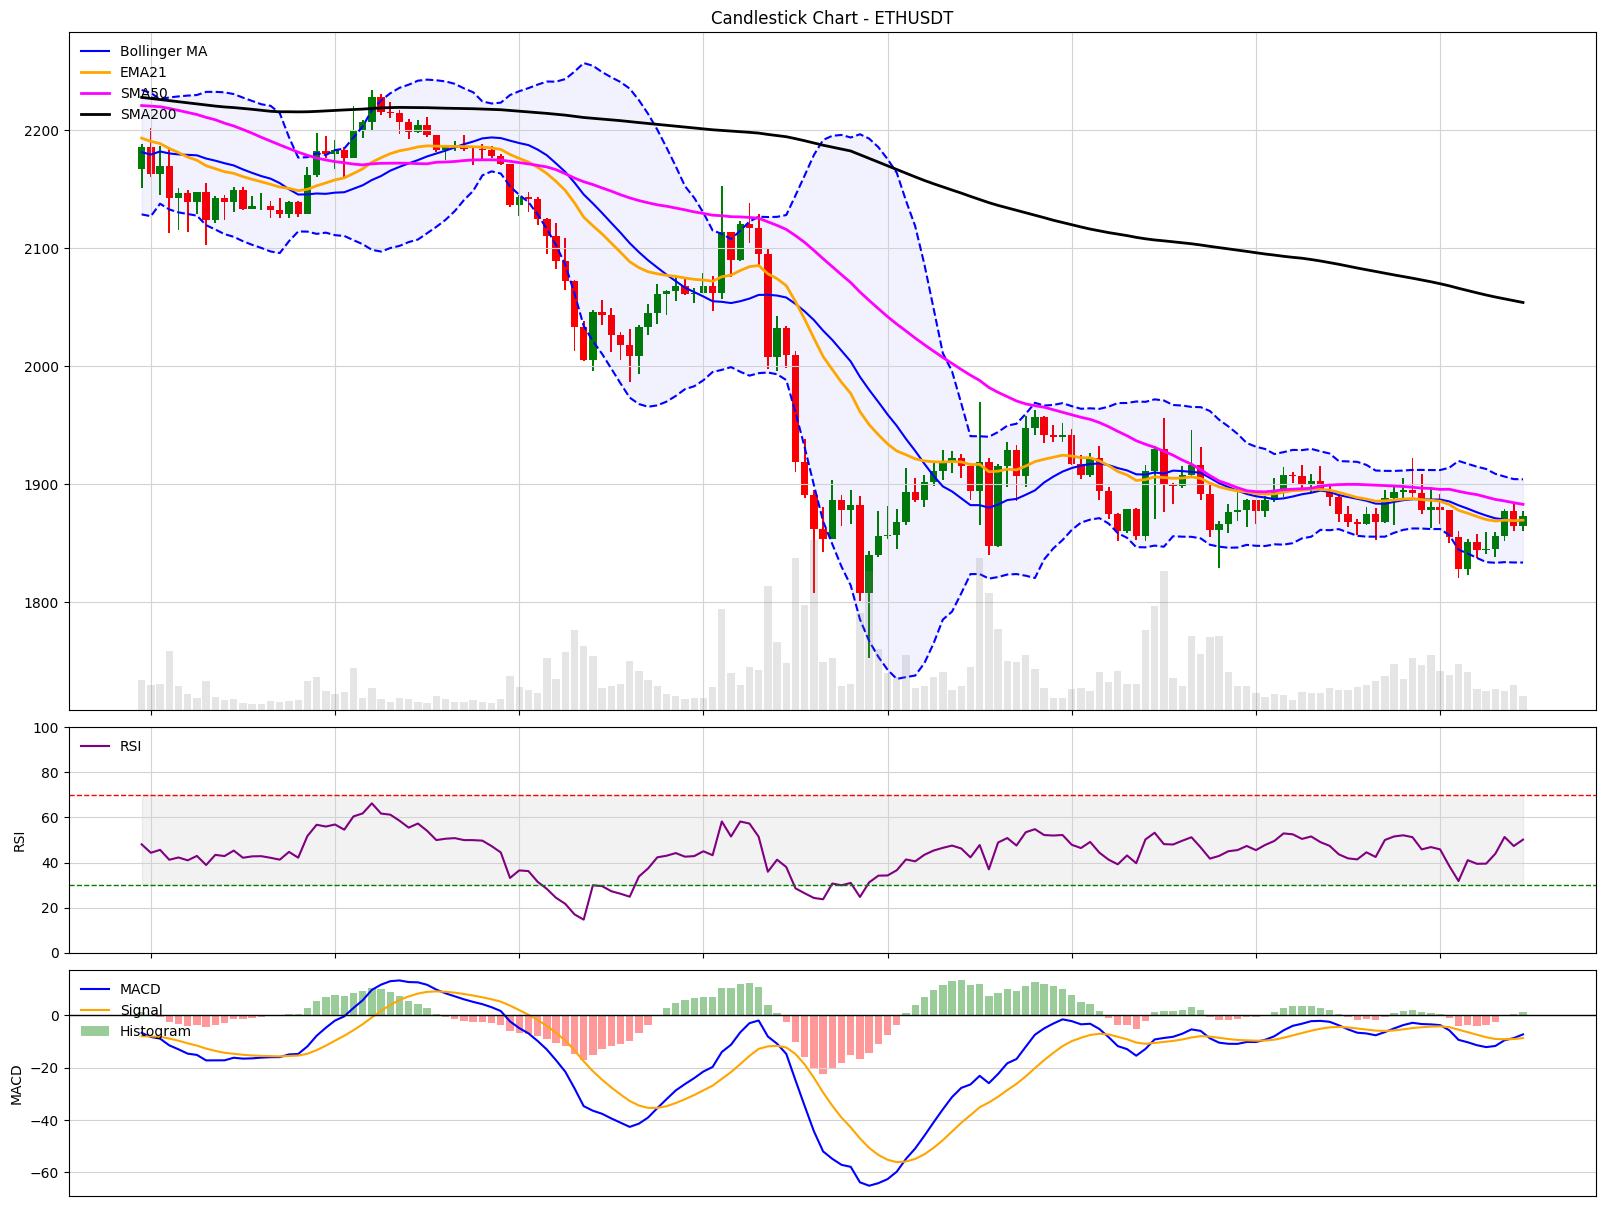 Candlestick Chart - ETHUSDT
Bollinger MA
EMA21
SMA50
SMA200
2200
2100
2000
1900
1800
100
80
60
40
20
0
RSI
RSI
0
−20
−40
−60
MACD
MACD
Signal
Histogram